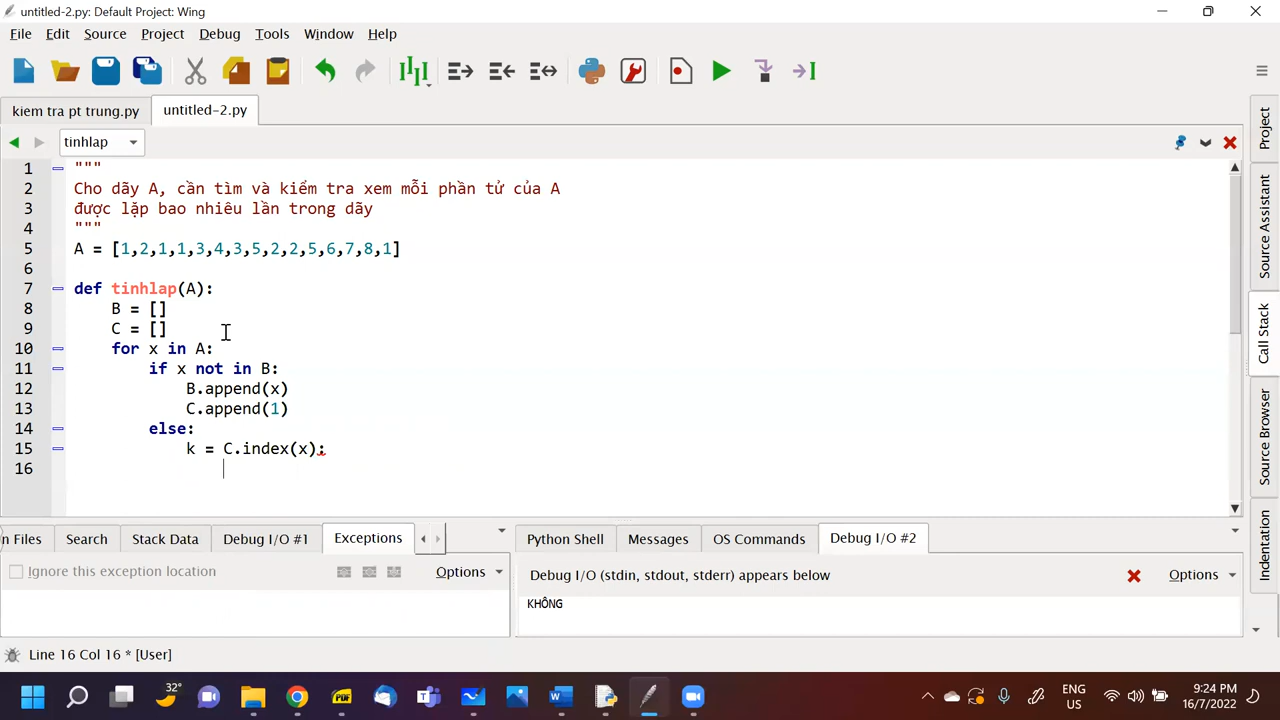 untitled-2.py: Default Project: Wing
File Edit Source Project Debug Tools Window Help
kiem tra pt trung.py untitled-2.py
tinhlap
1 """
2 Cho dãy A, cần tìm và kiểm tra xem mỗi phần tử của A
3 được lặp bao nhiêu lần trong dãy
4 """
5 A = [1,2,1,1,3,4,3,5,2,2,5,6,7,8,1]
6
7 def tinhlap(A):
8 B = []
9 C = []
10 for x in A:
11 if x not in B:
12 B.append(x)
13 C.append(1)
14 else:
15 k = C.index(x):
16
Project
Source Assistant
Call Stack
Source Browser
Indentation
n Files Search Stack Data Debug I/O #1 Exceptions
Ignore this exception location Options
Python Shell Messages OS Commands Debug I/O #2
Debug I/O (stdin, stdout, stderr) appears below Options
KHÔNG
Line 16 Col 16 * [User]
32°
ENG
US
9:24 PM
16/7/2022